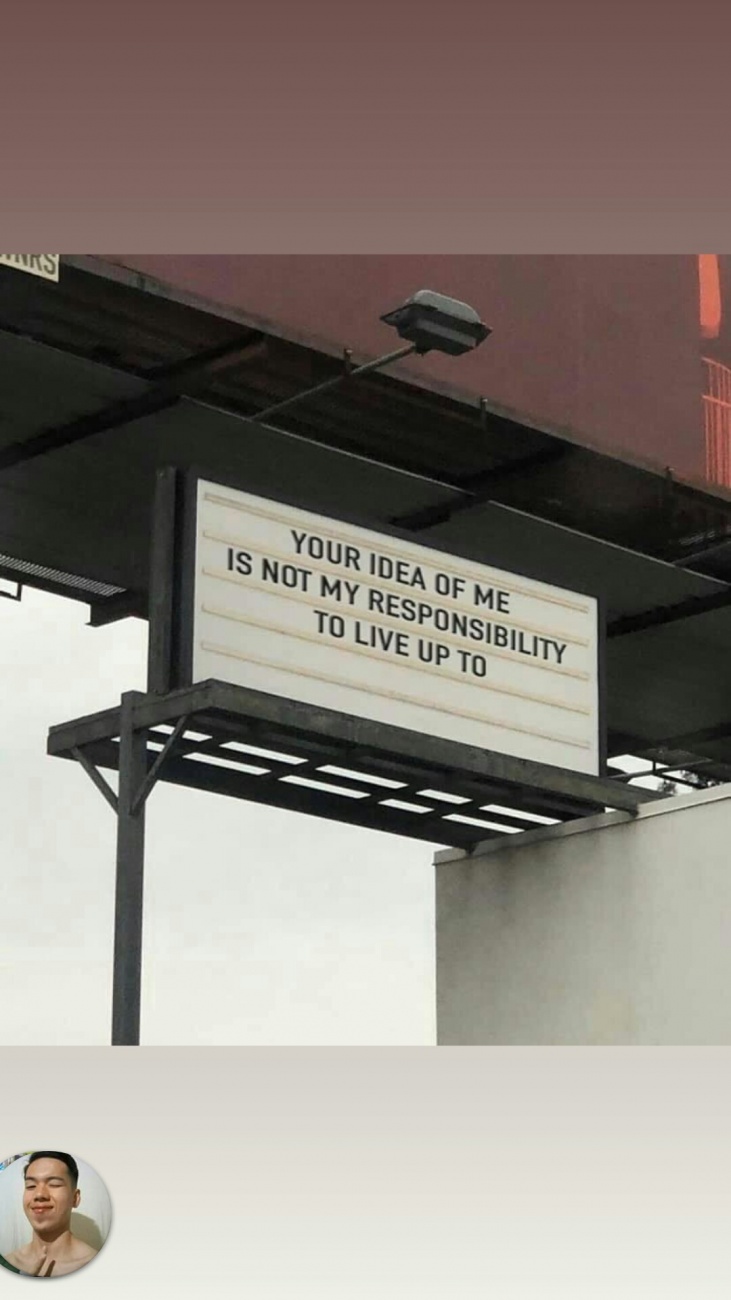 YOUR IDEA OF ME
IS NOT MY RESPONSIBILITY
TO LIVE UP TO